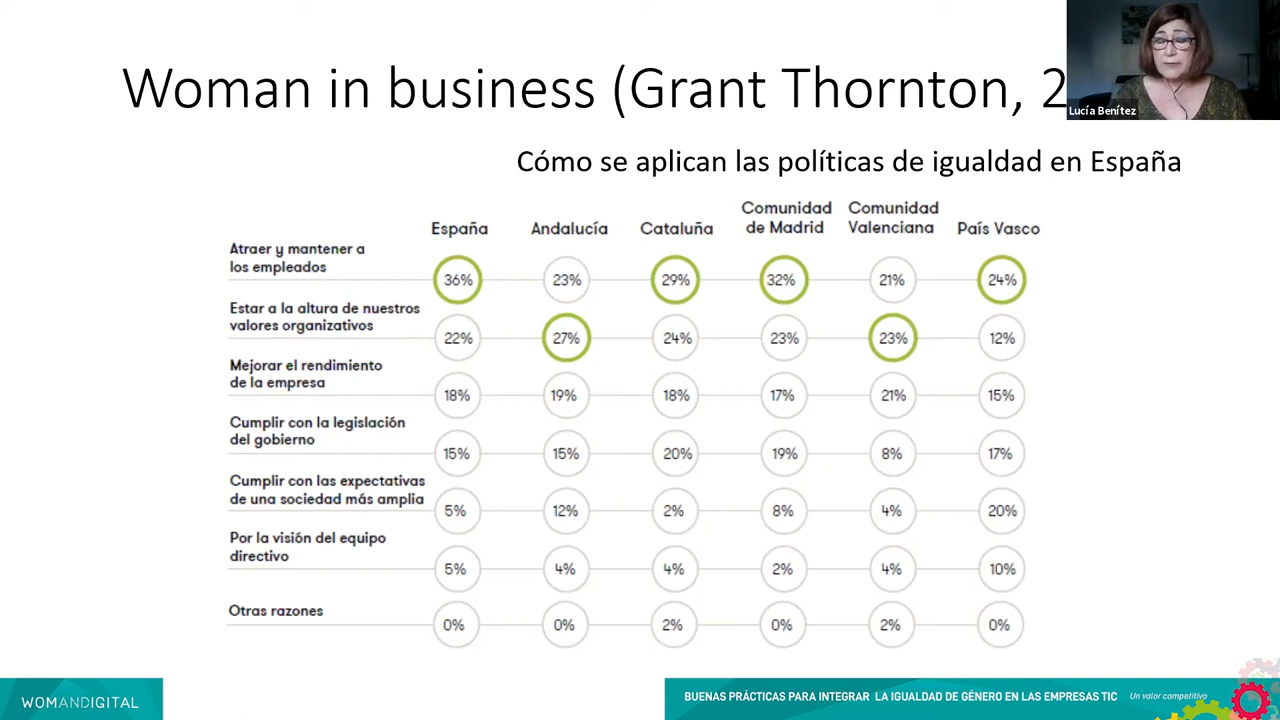 Woman in business (Grant Thornton, 2
Lucía Benítez
Cómo se aplican las políticas de igualdad en España
España Andalucía Cataluña Comunidad de Madrid Comunidad Valenciana País Vasco
Atraer y mantener a
los empleados
36% 23% 29% 32% 21% 24%
Estar a la altura de nuestros
valores organizativos
22% 27% 24% 23% 23% 12%
Mejorar el rendimiento
de la empresa
18% 19% 18% 17% 21% 15%
Cumplir con la legislación
del gobierno
15% 15% 20% 19% 8% 17%
Cumplir con las expectativas
de una sociedad más amplia
5% 12% 2% 8% 4% 20%
Por la visión del equipo
directivo
5% 4% 4% 2% 4% 10%
Otras razones
0% 0% 2% 0% 2% 0%
WOMANDIGITAL
BUENAS PRÁCTICAS PARA INTEGRAR LA IGUALDAD DE GÉNERO EN LAS EMPRESAS TIC Un valor competitivo